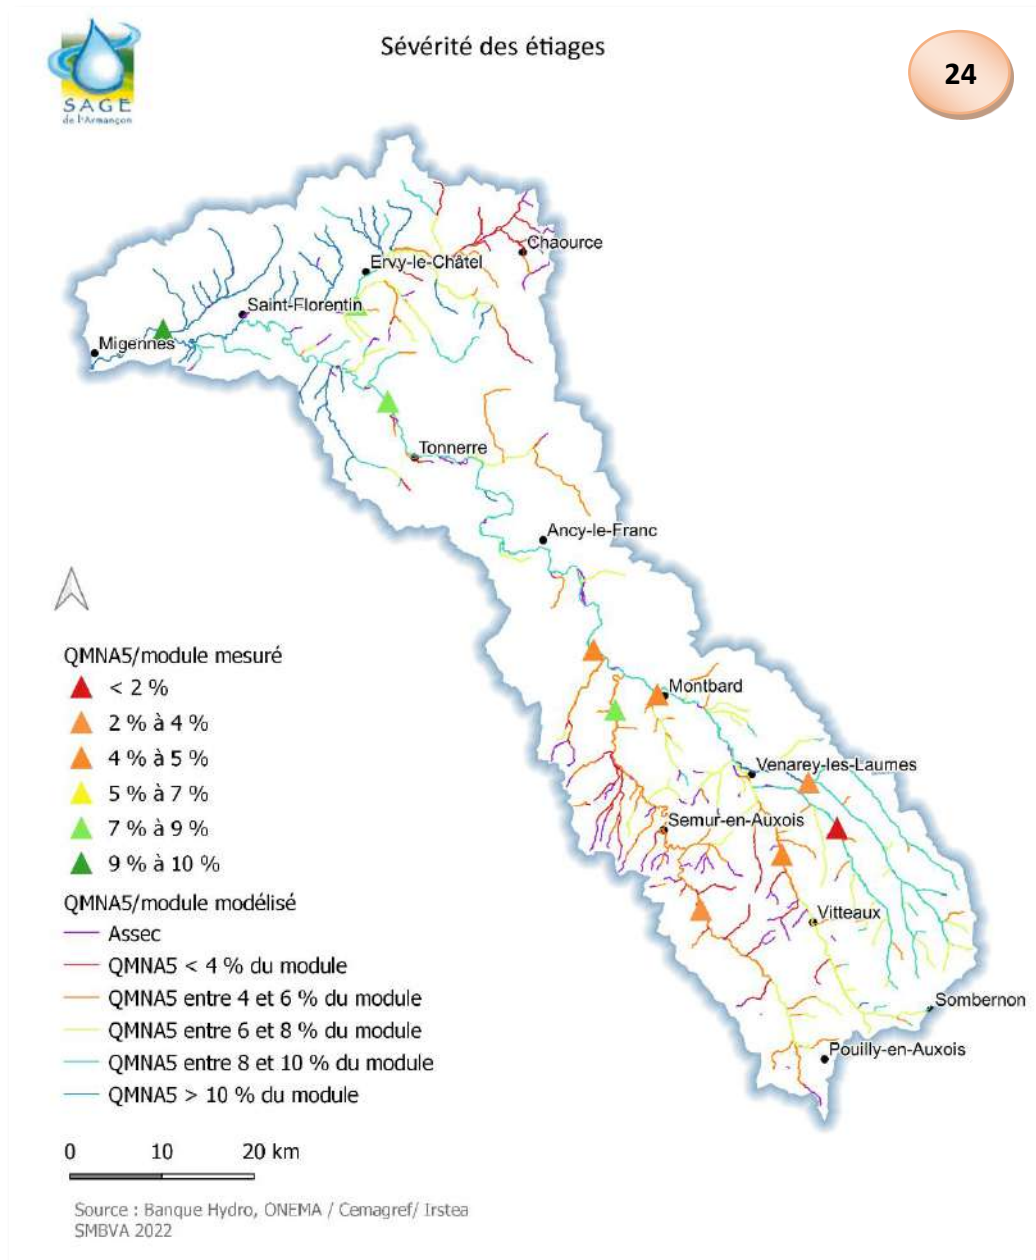 Sévérité des étiages
24
SAGE
de l'Armançon
Chaource
Ervy-le-Châtel
Saint-Florentin
Migennes
Tonnerre
Ancy-le-Franc
Montbard
Venarey-les-Laumes
Semur-en-Auxois
Vitteaux
Sombernon
Pouilly-en-Auxois
QMNA5/module mesuré
< 2 %
2 % à 4 %
4 % à 5 %
5 % à 7 %
7 % à 9 %
9 % à 10 %
QMNA5/module modélisé
Assec
QMNA5 < 4 % du module
QMNA5 entre 4 et 6 % du module
QMNA5 entre 6 et 8 % du module
QMNA5 entre 8 et 10 % du module
QMNA5 > 10 % du module
0 10 20 km
Source : Banque Hydro, ONEMA / Cemagref/ Irstea
SMBVA 2022